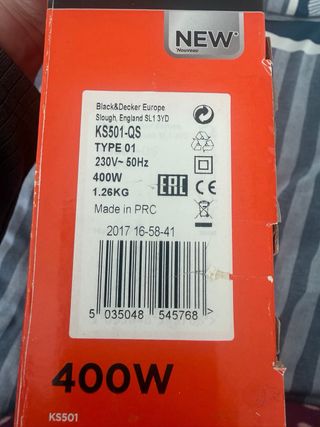 NEW*
*Nouveau
Black&Decker Europe
Slough, England SL1 3YD
KS501-QS
TYPE 01
230V~ 50Hz
400W
1.26KG
EAC CE
Made in PRC
2017 16-58-41
5 035048 545768 >
400W
KS501